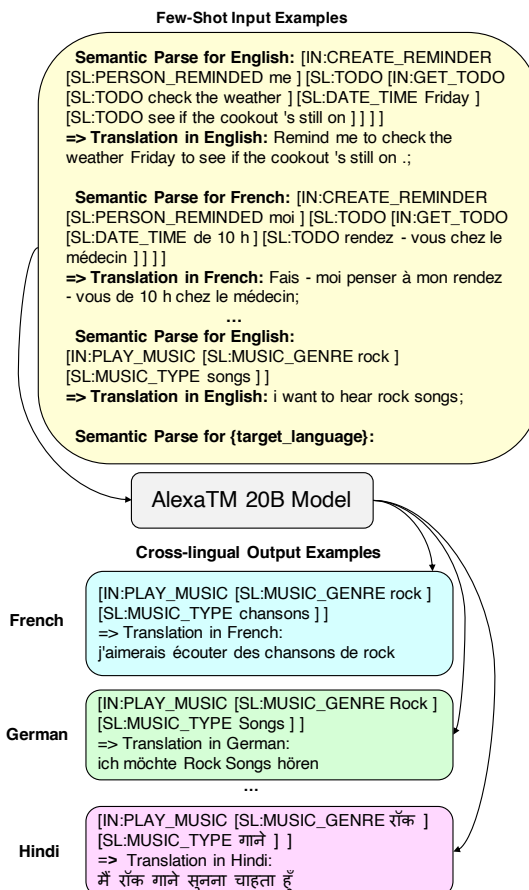 Few-Shot Input Examples
Semantic Parse for English: [IN:CREATE_REMINDER
[SL:PERSON_REMINDED me ] [SL:TODO [IN:GET_TODO
[SL:TODO check the weather ] [SL:DATE_TIME Friday ]
[SL:TODO see if the cookout 's still on ] ] ] ]
=> Translation in English: Remind me to check the
weather Friday to see if the cookout 's still on .;
Semantic Parse for French: [IN:CREATE_REMINDER
[SL:PERSON_REMINDED moi ] [SL:TODO [IN:GET_TODO
[SL:DATE_TIME de 10 h ] [SL:TODO rendez - vous chez le
médecin ] ] ] ]
=> Translation in French: Fais - moi penser à mon rendez
- vous de 10 h chez le médecin;
...
Semantic Parse for English:
[IN:PLAY_MUSIC [SL:MUSIC_GENRE rock ]
[SL:MUSIC_TYPE songs ] ]
=> Translation in English: i want to hear rock songs;
Semantic Parse for {target_language}:
AlexaTM 20B Model
Cross-lingual Output Examples
French
[IN:PLAY_MUSIC [SL:MUSIC_GENRE rock ]
[SL:MUSIC_TYPE chansons ] ]
=> Translation in French:
j'aimerais écouter des chansons de rock
German
[IN:PLAY_MUSIC [SL:MUSIC_GENRE Rock ]
[SL:MUSIC_TYPE Songs ] ]
=> Translation in German:
ich möchte Rock Songs hören
...
Hindi
[IN:PLAY_MUSIC [SL:MUSIC_GENRE रॉक ]
[SL:MUSIC_TYPE गाने ] ]
=> Translation in Hindi:
मैं रॉक गाने सुनना चाहता हूँ